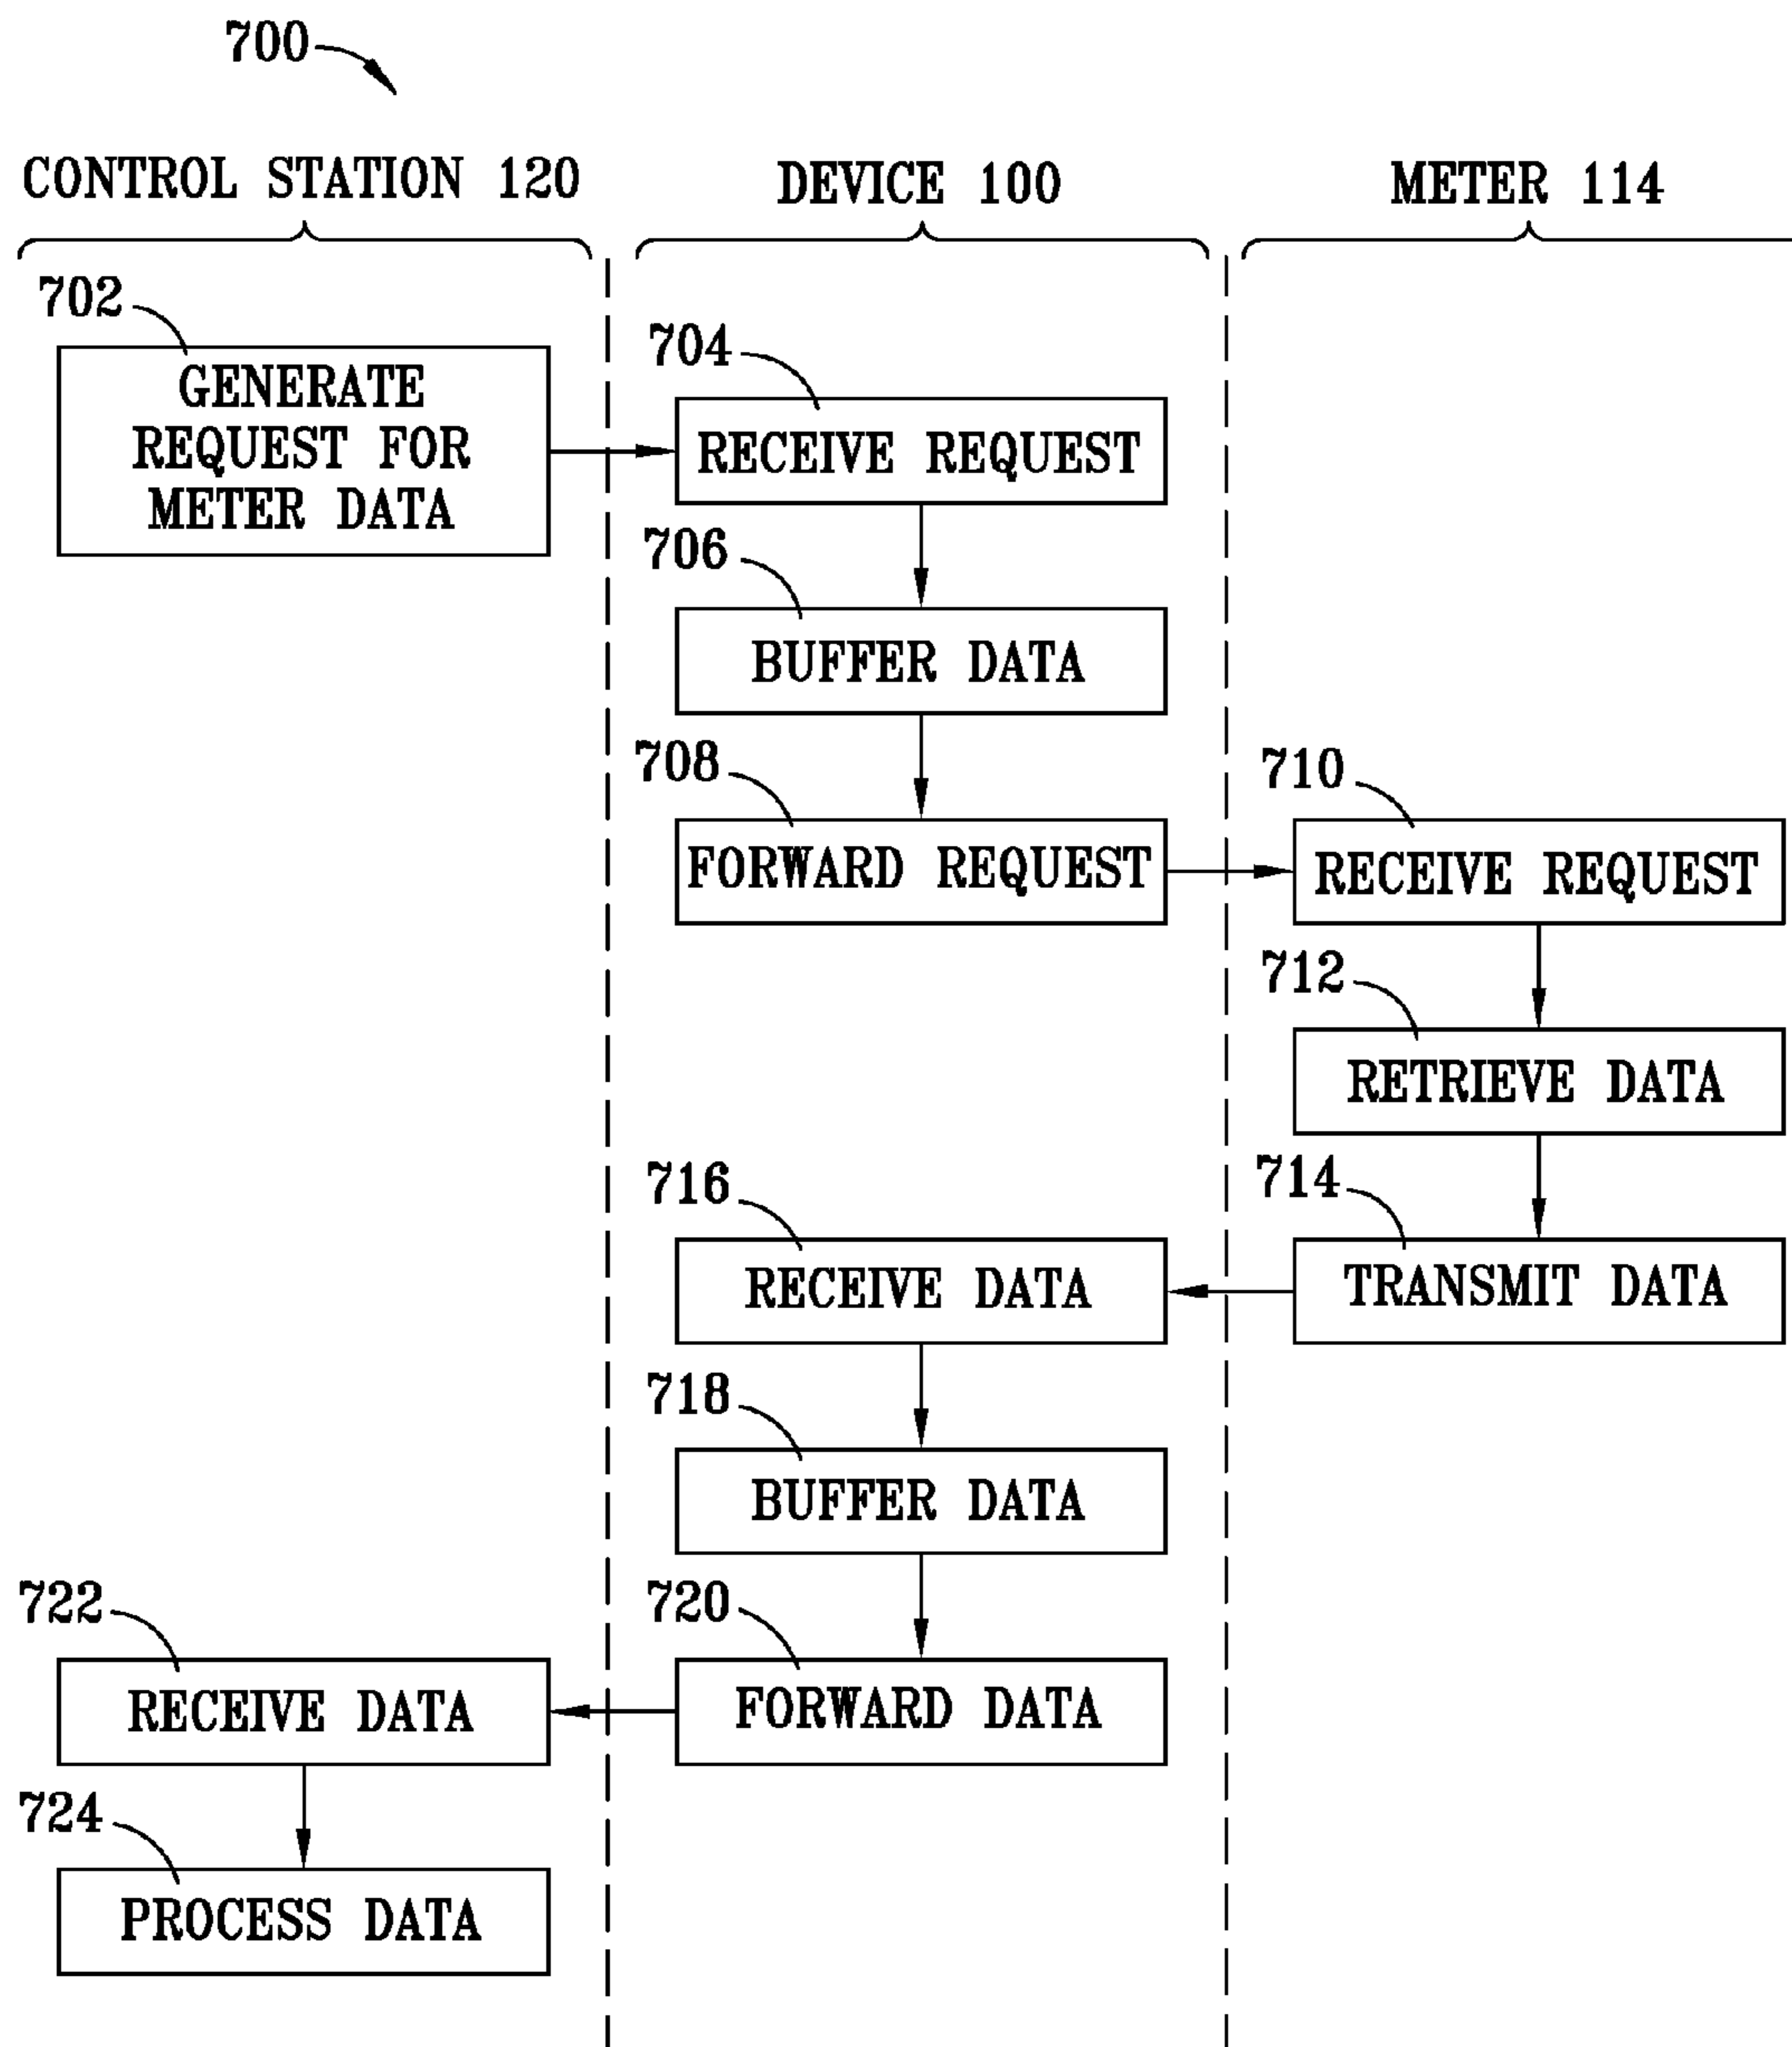 700
CONTROL STATION 120
DEVICE 100
METER 114
702
GENERATE
REQUEST FOR
METER DATA
704
RECEIVE REQUEST
706
BUFFER DATA
708
FORWARD REQUEST
710
RECEIVE REQUEST
712
RETRIEVE DATA
714
TRANSMIT DATA
716
RECEIVE DATA
718
BUFFER DATA
720
FORWARD DATA
722
RECEIVE DATA
724
PROCESS DATA